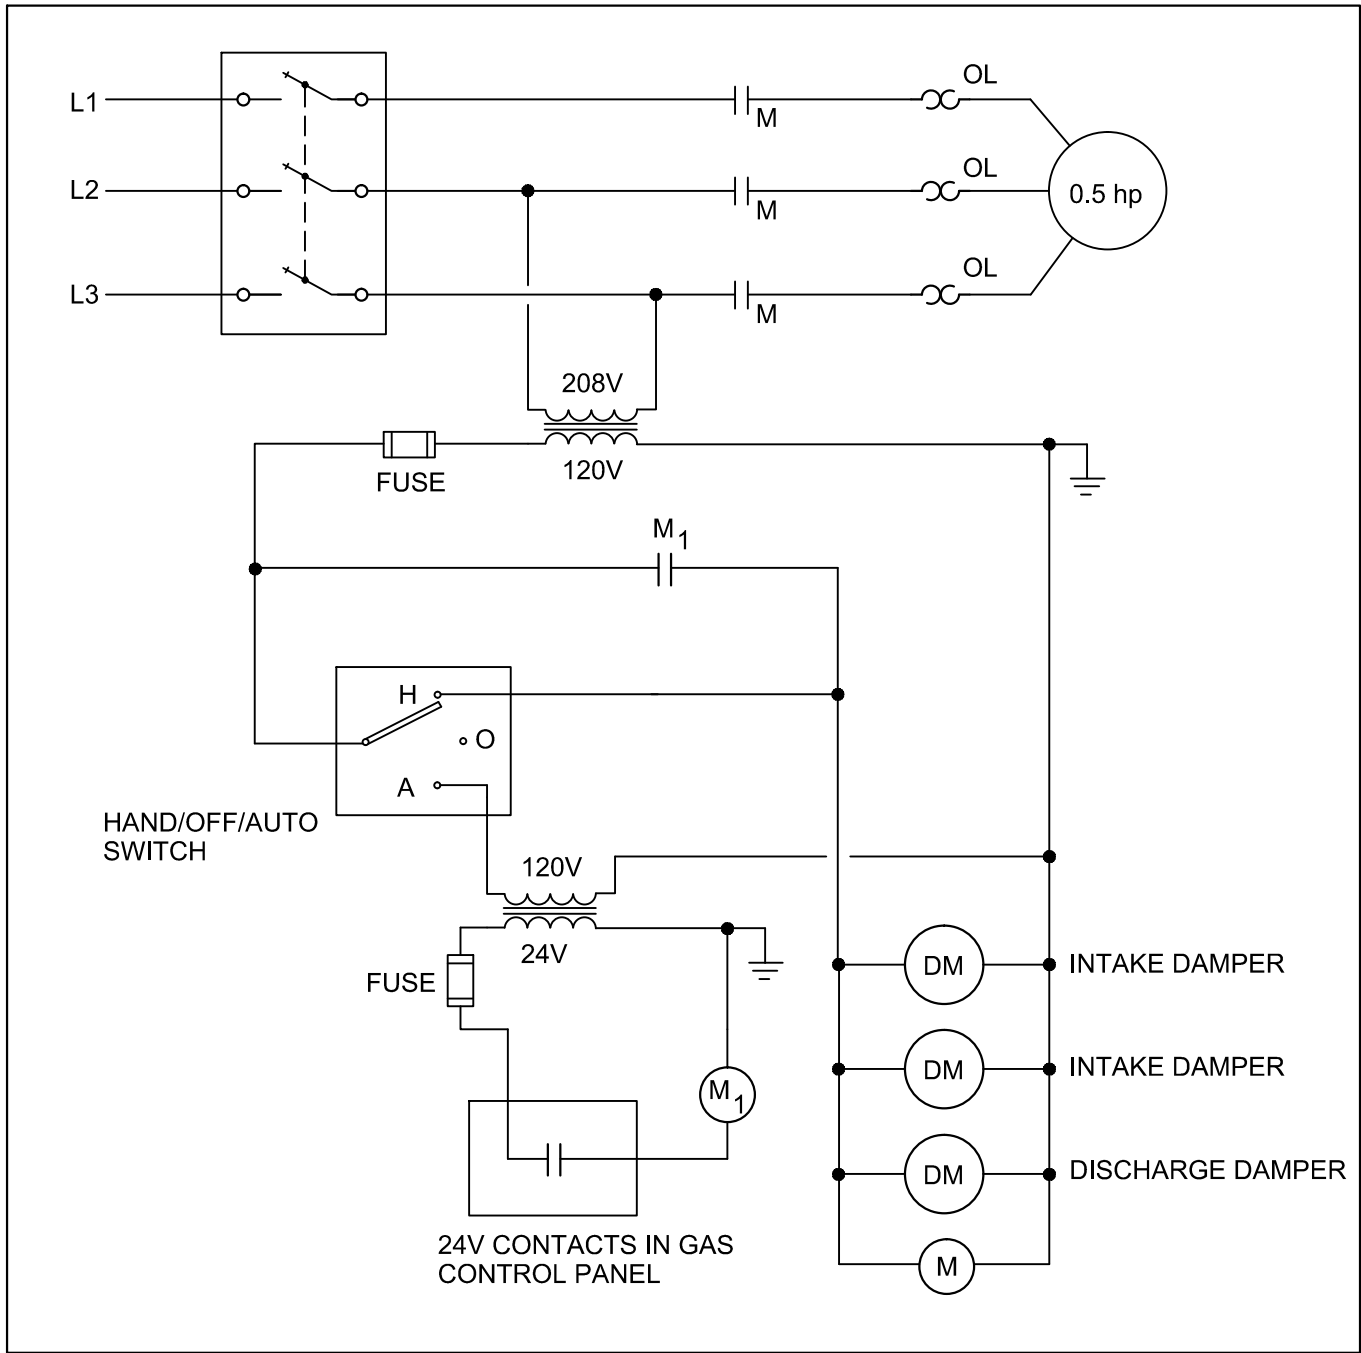 OL
L1
M
OL
L2
M
0.5 hp
OL
L3
M
208V
FUSE
120V
M1
H
O
A
HAND/OFF/AUTO
SWITCH
120V
24V
FUSE
DM
INTAKE DAMPER
DM
INTAKE DAMPER
M1
DM
DISCHARGE DAMPER
24V CONTACTS IN GAS
CONTROL PANEL
M